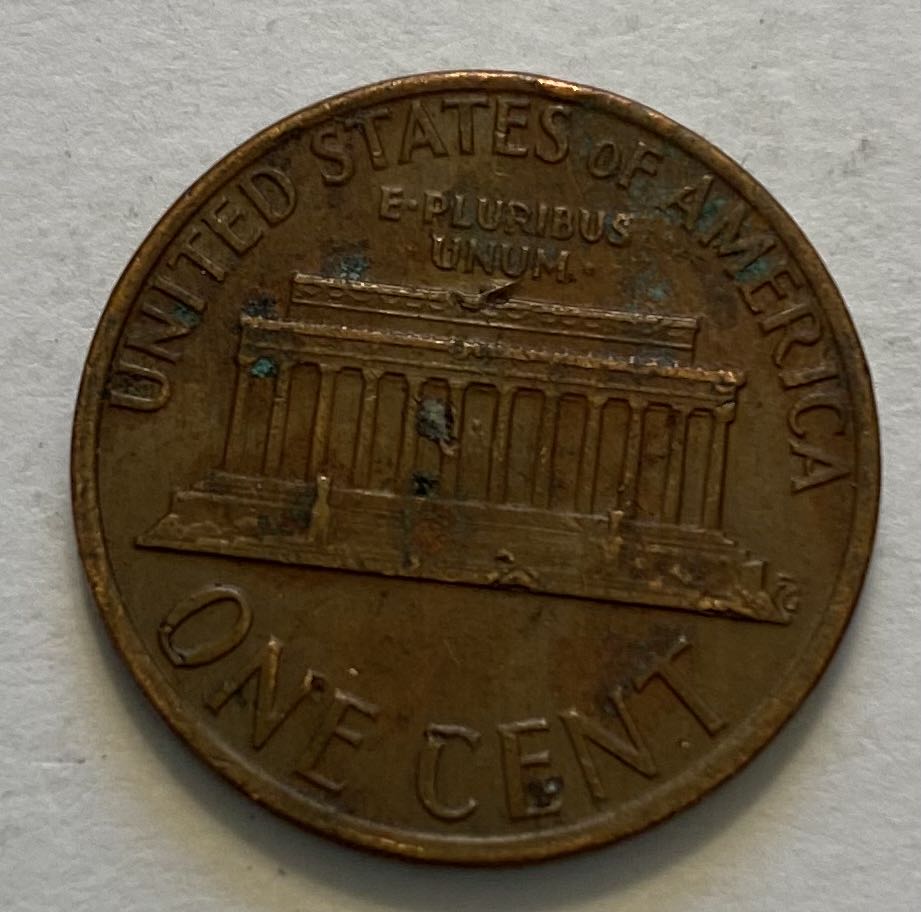 UNITED STATES OF AMERICA
E·PLURIBUS
UNUM
ONE CENT